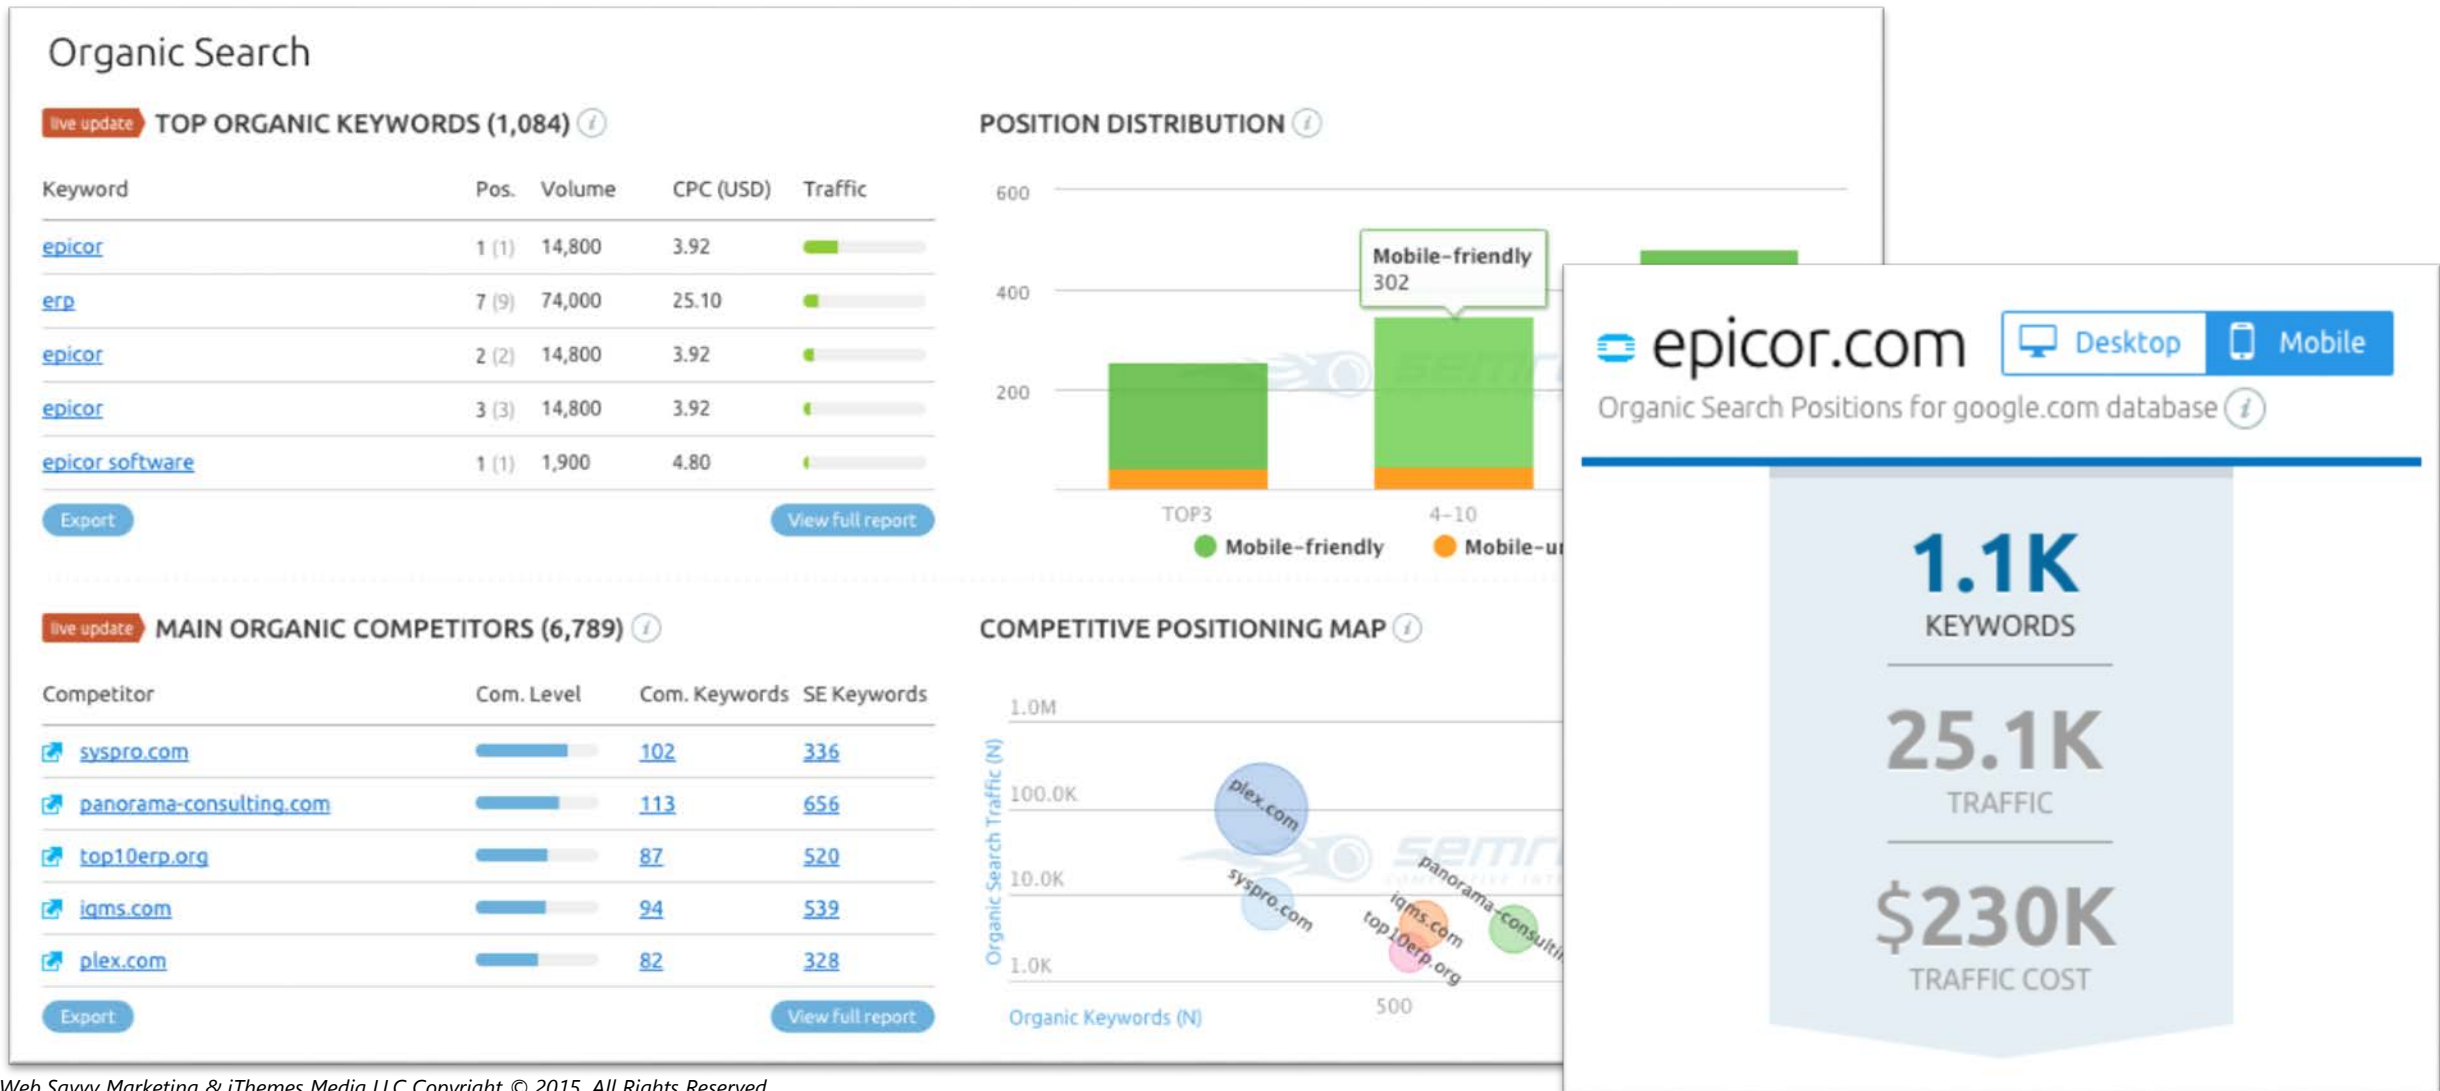 Organic Search
live update TOP ORGANIC KEYWORDS (1,084) i
Keyword Pos. Volume CPC (USD) Traffic
epicor 1 (1) 14,800 3.92
erp 7 (9) 74,000 25.10
epicor 2 (2) 14,800 3.92
epicor 3 (3) 14,800 3.92
epicor software 1 (1) 1,900 4.80
Export View full report
POSITION DISTRIBUTION i
600
400
200
Mobile-friendly
302
semr
TOP3 4-10
Mobile-friendly Mobile-u
live update MAIN ORGANIC COMPETITORS (6,789) i
Competitor Com. Level Com. Keywords SE Keywords
syspro.com 102 336
panorama-consulting.com 113 656
top10erp.org 87 520
iqms.com 94 539
plex.com 82 328
Export View full report
COMPETITIVE POSITIONING MAP i
Organic Search Traffic (N)
1.0M
100.0K
10.0K
1.0K
plex.com
semr
syspro.com
panorama-consulti
iqms.com
top10erp.org
500
Organic Keywords (N)
epicor.com Desktop Mobile
Organic Search Positions for google.com database i
1.1K
KEYWORDS
25.1K
TRAFFIC
$230K
TRAFFIC COST
Web Savvy Marketing & iThemes Media LLC Copyright © 2015. All Rights Reserved